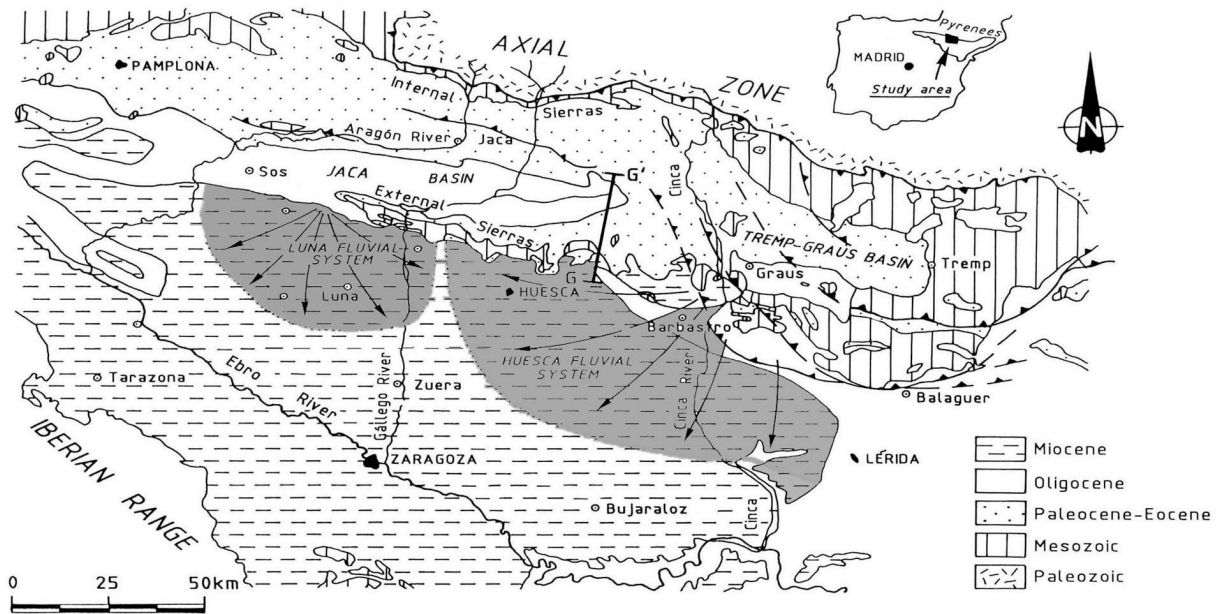 Pyrenees
MADRID
Study area
N
AXIAL
ZONE
PAMPLONA
Internal
Sierras
Aragón River
Jaca
Cinca
Sos
JACA
BASIN
External
Sierras
G'
G
LUNA FLUVIAL
SYSTEM
Luna
HUESCA
TREMP-GRAUS BASIN
Graus
Tremp
Barbastro
HUESCA FLUVIAL
SYSTEM
Cinca River
Tarazona
Ebro
River
Gállego River
Zuera
Balaguer
ZARAGOZA
LÉRIDA
IBERIAN RANGE
Bujaraloz
Cinca
Miocene
Oligocene
Paleocene-Eocene
Mesozoic
Paleozoic
0 25 50km